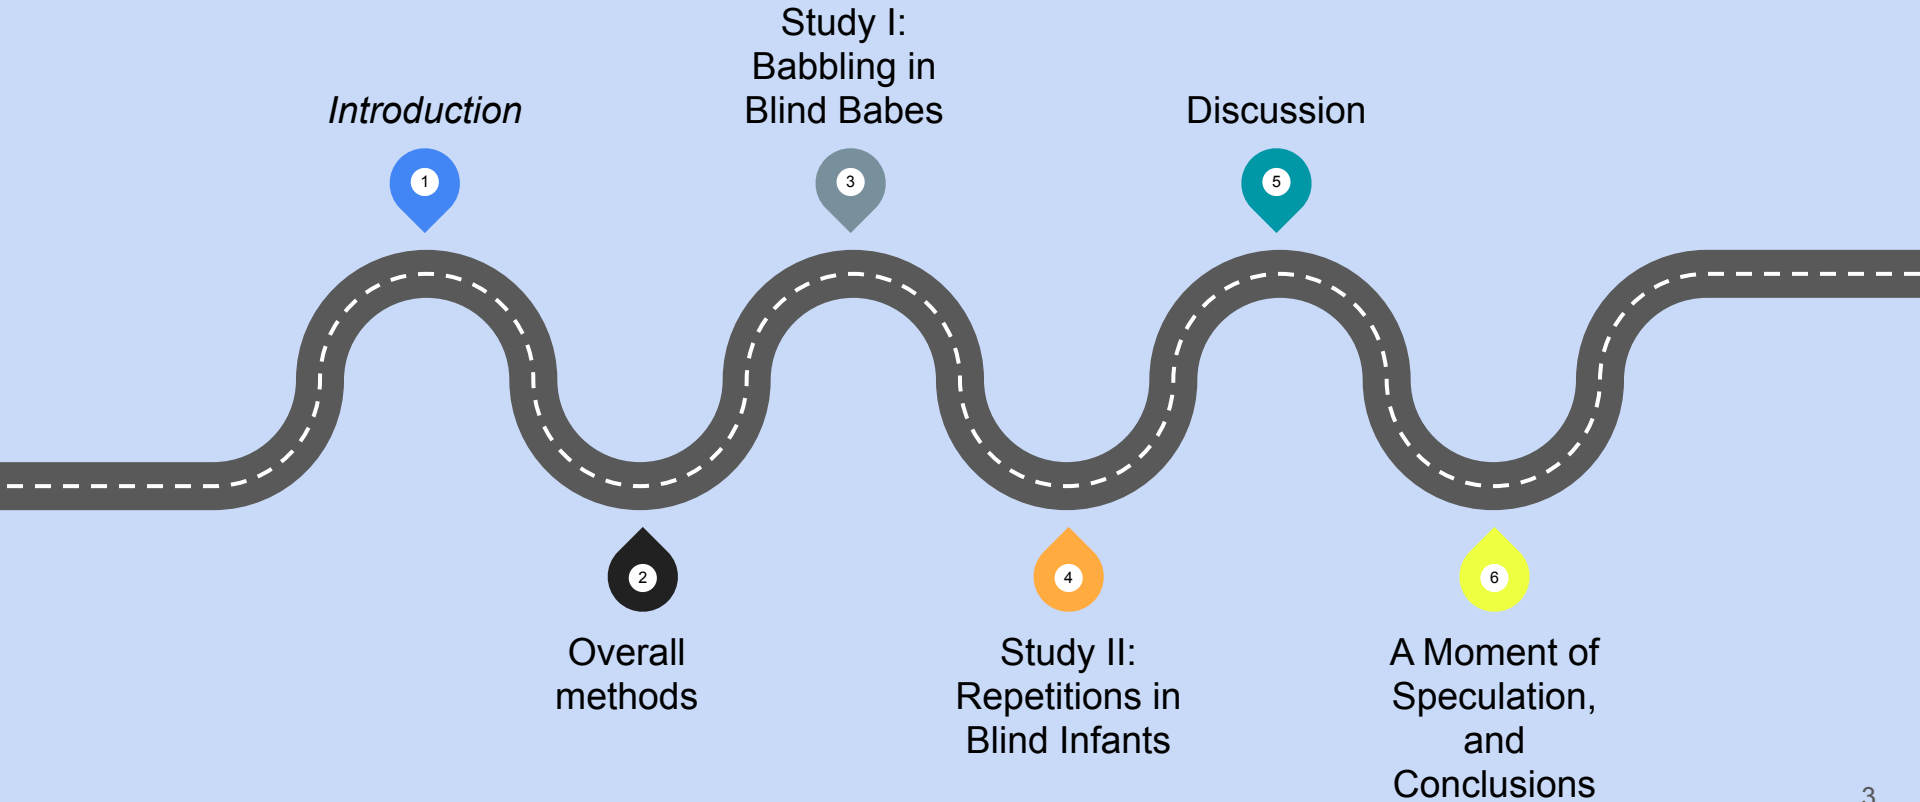 Introduction
1
Overall
methods
2
Study I:
Babbling in
Blind Babes
3
Study II:
Repetitions in
Blind Infants
4
Discussion
5
A Moment of
Speculation,
and
Conclusions
6
3